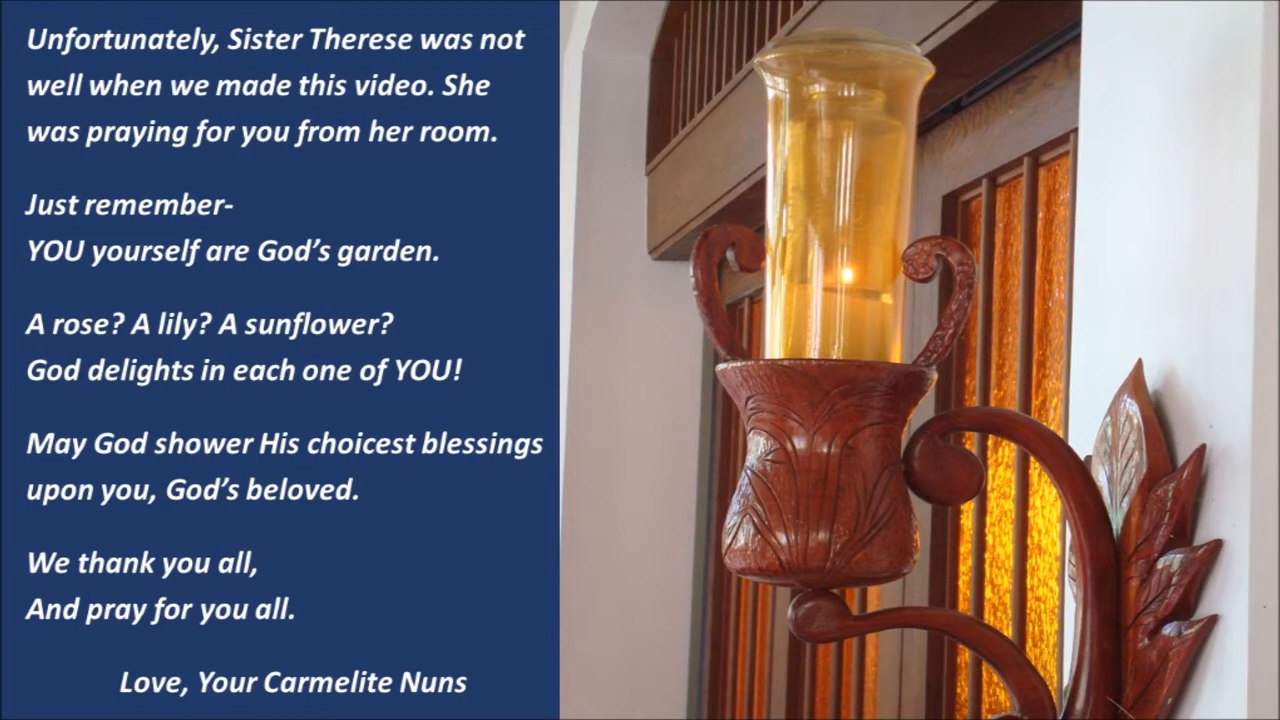 Unfortunately, Sister Therese was not
well when we made this video. She
was praying for you from her room.
Just remember-
YOU yourself are God's garden.
A rose? A lily? A sunflower?
God delights in each one of YOU!
May God shower His choicest blessings
upon you, God's beloved.
We thank you all,
And pray for you all.
Love, Your Carmelite Nuns